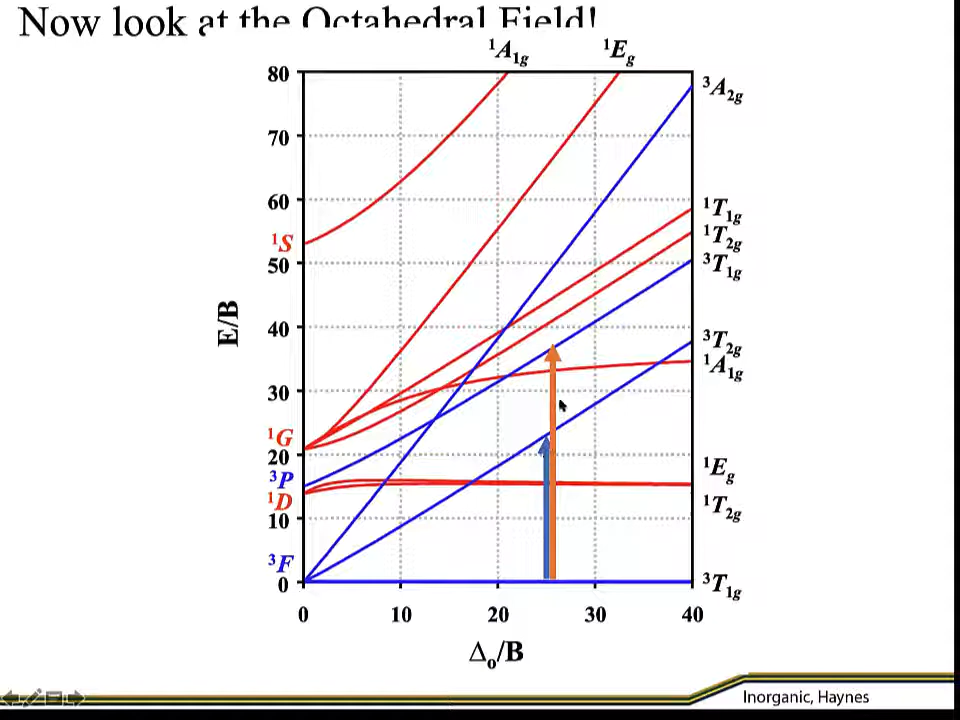 Now look at the Octahedral Field!
¹A₁g ¹Eg
80
³A₂g
70
60
¹T₁g
¹S
¹T₂g
50
³T₁g
E/B
40
³T₂g
¹A₁g
30
¹G
20
¹Eg
³P
¹D
¹T₂g
10
³F
0
³T₁g
0 10 20 30 40
Δₒ/B
Inorganic, Haynes